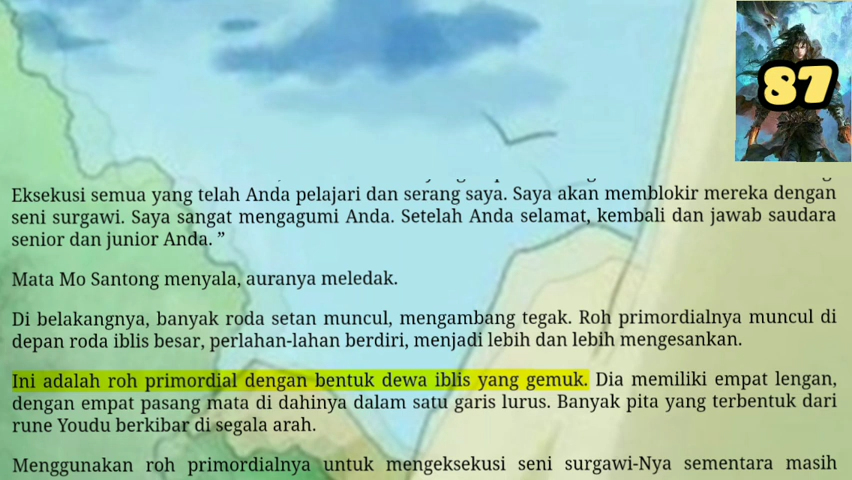 87
Eksekusi semua yang telah Anda pelajari dan serang saya. Saya akan memblokir mereka dengan
seni surgawi. Saya sangat mengagumi Anda. Setelah Anda selamat, kembali dan jawab saudara
senior dan junior Anda. ”
Mata Mo Santong menyala, auranya meledak.
Di belakangnya, banyak roda setan muncul, mengambang tegak. Roh primordialnya muncul di
depan roda iblis besar, perlahan-lahan berdiri, menjadi lebih dan lebih mengesankan.
Ini adalah roh primordial dengan bentuk dewa iblis yang gemuk. Dia memiliki empat lengan,
dengan empat pasang mata di dahinya dalam satu garis lurus. Banyak pita yang terbentuk dari
rune Youdu berkibar di segala arah.
Menggunakan roh primordialnya untuk mengeksekusi seni surgawi-Nya sementara masih